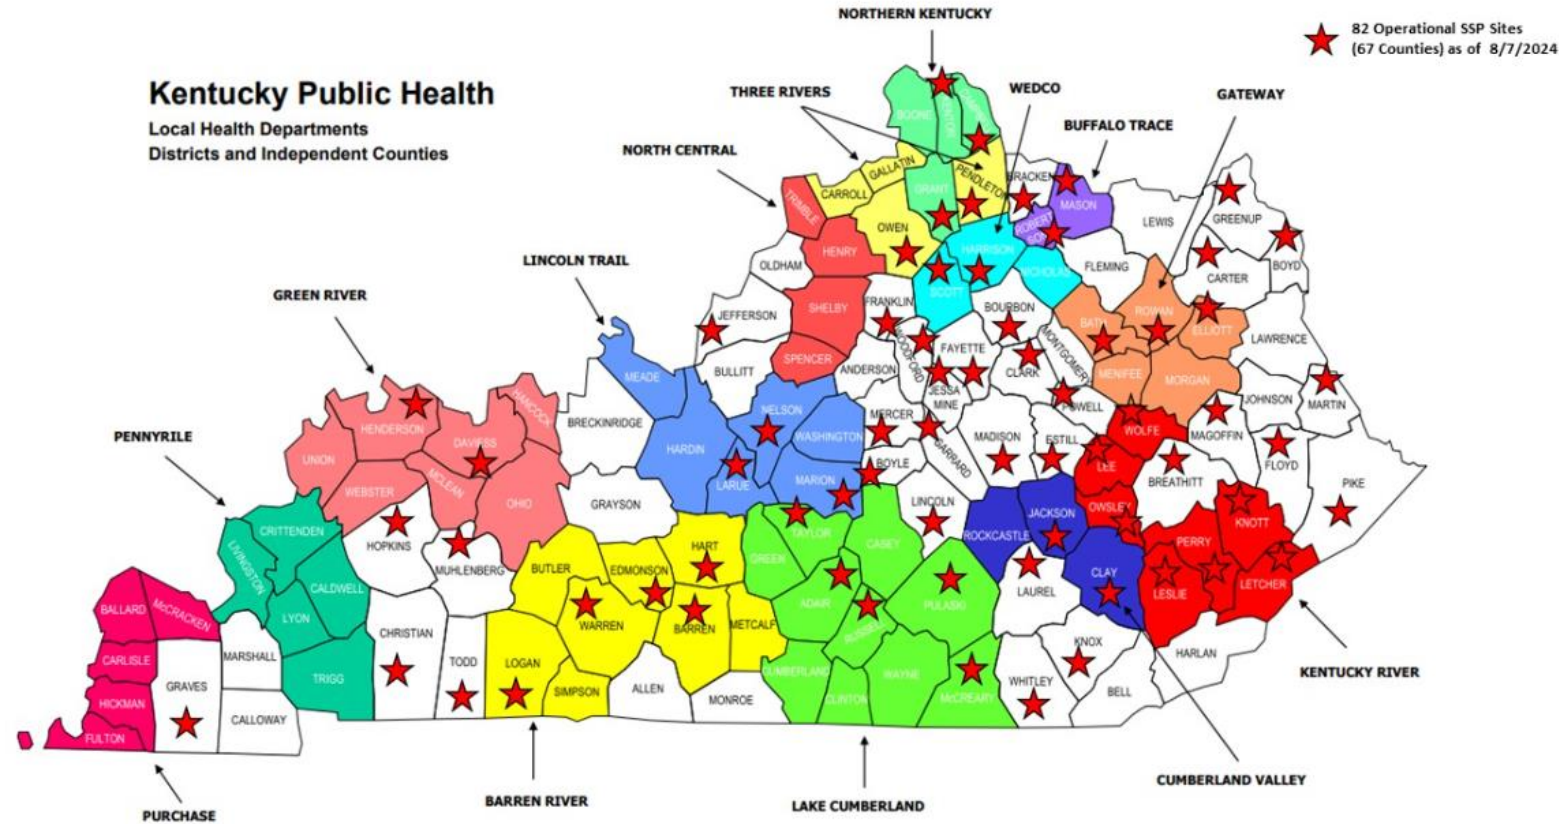 NORTHERN KENTUCKY
82 Operational SSP Sites
(67 Counties) as of 8/7/2024
Kentucky Public Health
Local Health Departments
Districts and Independent Counties
THREE RIVERS
WEDCO
GATEWAY
BUFFALO TRACE
NORTH CENTRAL
LINCOLN TRAIL
GREEN RIVER
PENNYRILE
BOONE
GALLATIN
CARROLL
GRANT
PENDLETON
BRACKEN
MASON
LEWIS
GREENUP
TRIMBLE
OWEN
ROBERT
SON
HENRY
HARRISON
OLDHAM
NICHOLAS
FLEMING
CARTER
BOYD
SCOTT
SHELBY
FRANKLIN
BOURBON
JEFFERSON
BATH
ROWAN
ELLIOTT
LAWRENCE
WOODFORD
FAYETTE
MONTGOMERY
SPENCER
BULLITT
ANDERSON
CLARK
MENIFEE
MORGAN
MEADE
JESSA
MINE
JOHNSON
MARTIN
HANCOCK
NELSON
MERCER
POWELL
BRECKINRIDGE
HENDERSON
DAVIESS
WASHINGTON
MADISON
ESTILL
WOLFE
MAGOFFIN
HARDIN
GARRARD
UNION
BOYLE
LEE
FLOYD
WEBSTER
MCLEAN
LARUE
MARION
BREATHITT
PIKE
OHIO
GRAYSON
LINCOLN
JACKSON
OWSLEY
KNOTT
CRITTENDEN
LIVINGSTON
HOPKINS
TAYLOR
CASEY
ROCKCASTLE
PERRY
MUHLENBERG
BUTLER
EDMONSON
HART
GREEN
CLAY
CALDWELL
LAUREL
LESLIE
LETCHER
BALLARD
McCRACKEN
LYON
ADAIR
PULASKI
CHRISTIAN
WARREN
BARREN
METCALF
RUSSELL
KNOX
HARLAN
CARLISLE
MARSHALL
TODD
LOGAN
CUMBERLAND
WAYNE
WHITLEY
KENTUCKY RIVER
TRIGG
GRAVES
SIMPSON
ALLEN
MONROE
CLINTON
McCREARY
BELL
HICKMAN
CALLOWAY
FULTON
CUMBERLAND VALLEY
PURCHASE
BARREN RIVER
LAKE CUMBERLAND